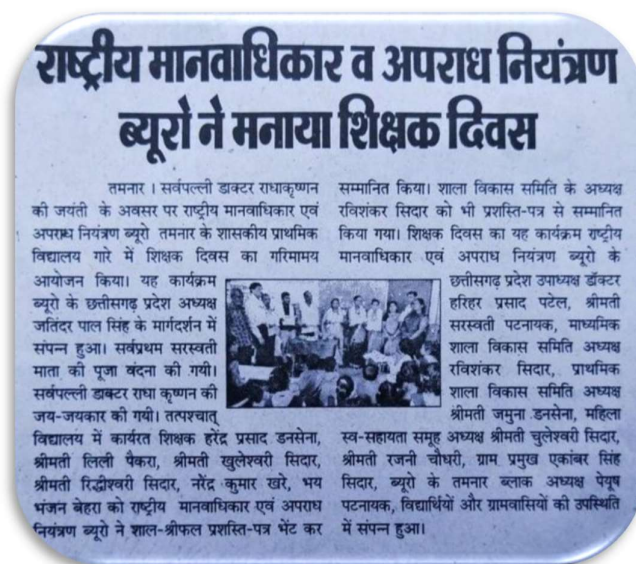 राष्ट्रीय मानवाधिकार व अपराध नियंत्रण
ब्यूरो ने मनाया शिक्षक दिवस
तमनार । सर्वपल्ली डाक्टर राधाकृष्णन
की जयंती के अवसर पर राष्ट्रीय मानवाधिकार एवं
अपराध नियंत्रण ब्यूरो तमनार के शासकीय प्राथमिक
विद्यालय गारे में शिक्षक दिवस का गरिमामय
आयोजन किया। यह कार्यक्रम
ब्यूरो के छत्तीसगढ़ प्रदेश अध्यक्ष
जतिंदर पाल सिंह के मार्गदर्शन में
संपन्न हुआ। सर्वप्रथम सरस्वती
माता की पूजा वंदना की गयी।
सर्वपल्ली डाक्टर राधा कृष्णन की
जय-जयकार की गयी। तत्पश्चात्
विद्यालय में कार्यरत शिक्षक हरेंद्र प्रसाद डनसेना,
श्रीमती लिली पैकरा, श्रीमती खुलेश्वरी सिदार,
श्रीमती रिद्धीश्वरी सिदार, नरेंद्र कुमार खरे, भय
भंजन बेहरा को राष्ट्रीय मानवाधिकार एवं अपराध
नियंत्रण ब्यूरो ने शाल-श्रीफल प्रशस्ति-पत्र भेंट कर
सम्मानित किया। शाला विकास समिति के अध्यक्ष
रविशंकर सिदार को भी प्रशस्ति-पत्र से सम्मानित
किया गया। शिक्षक दिवस का यह कार्यक्रम राष्ट्रीय
मानवाधिकार एवं अपराध नियंत्रण ब्यूरो के
छत्तीसगढ़ प्रदेश उपाध्यक्ष डॉक्टर
हरिहर प्रसाद पटेल, श्रीमती
सरस्वती पटनायक, माध्यमिक
शाला विकास समिति अध्यक्ष
रविशंकर सिदार, प्राथमिक
शाला विकास समिति अध्यक्ष
श्रीमती जमुना डनसेना, महिला
स्व-सहायता समूह अध्यक्ष श्रीमती चुलेश्वरी सिदार,
श्रीमती रजनी चौधरी, ग्राम प्रमुख एकांबर सिंह
सिदार, ब्यूरो के तमनार ब्लाक अध्यक्ष पेयूष
पटनायक, विद्यार्थियों और ग्रामवासियों की उपस्थिति
में संपन्न हुआ।